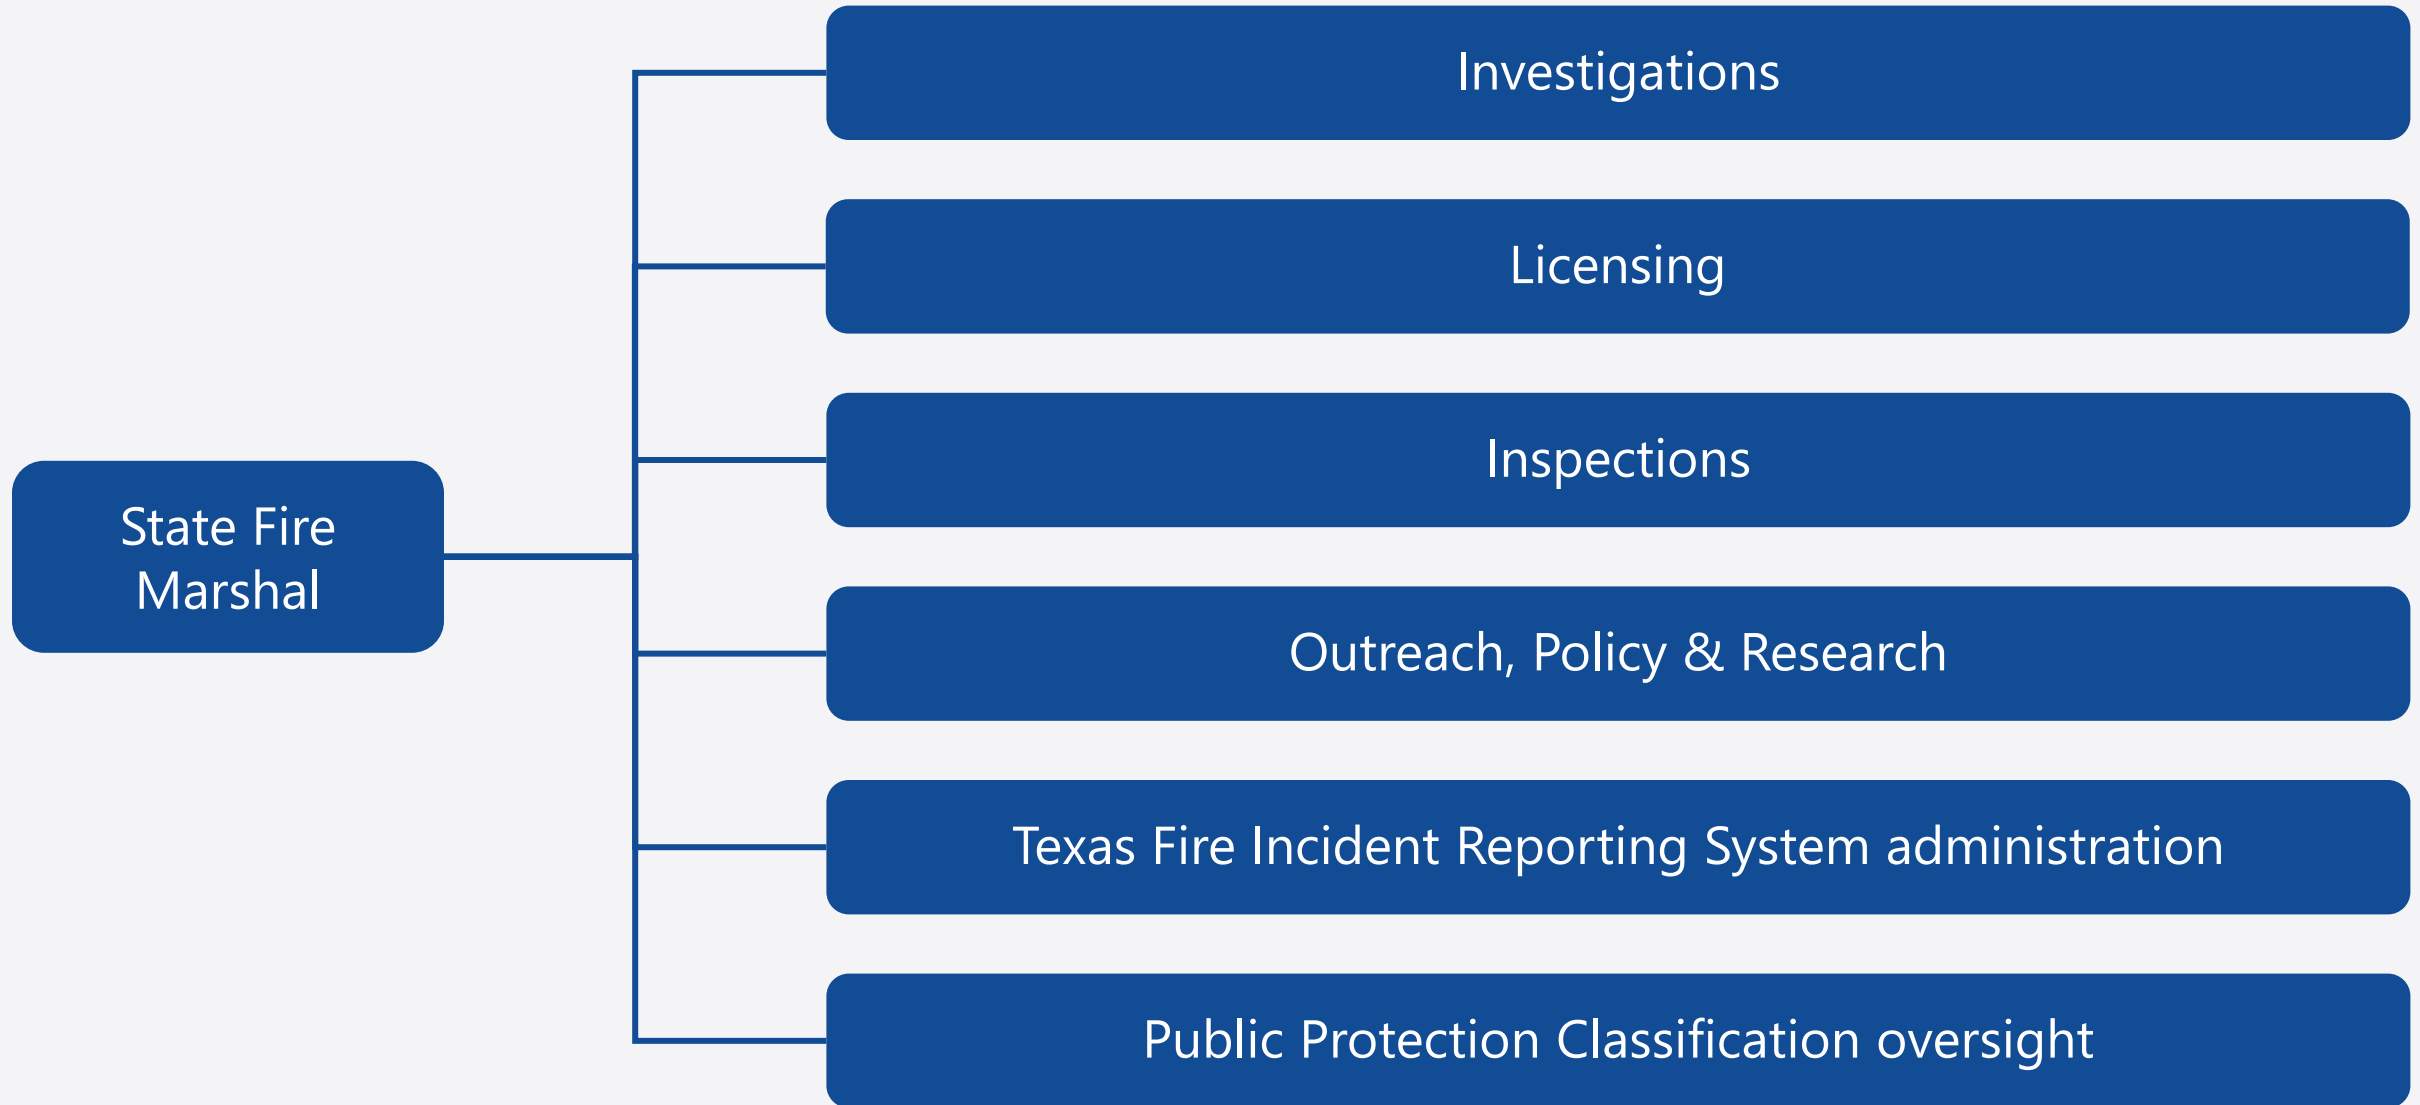 State Fire
Marshal
Investigations
Licensing
Inspections
Outreach, Policy & Research
Texas Fire Incident Reporting System administration
Public Protection Classification oversight